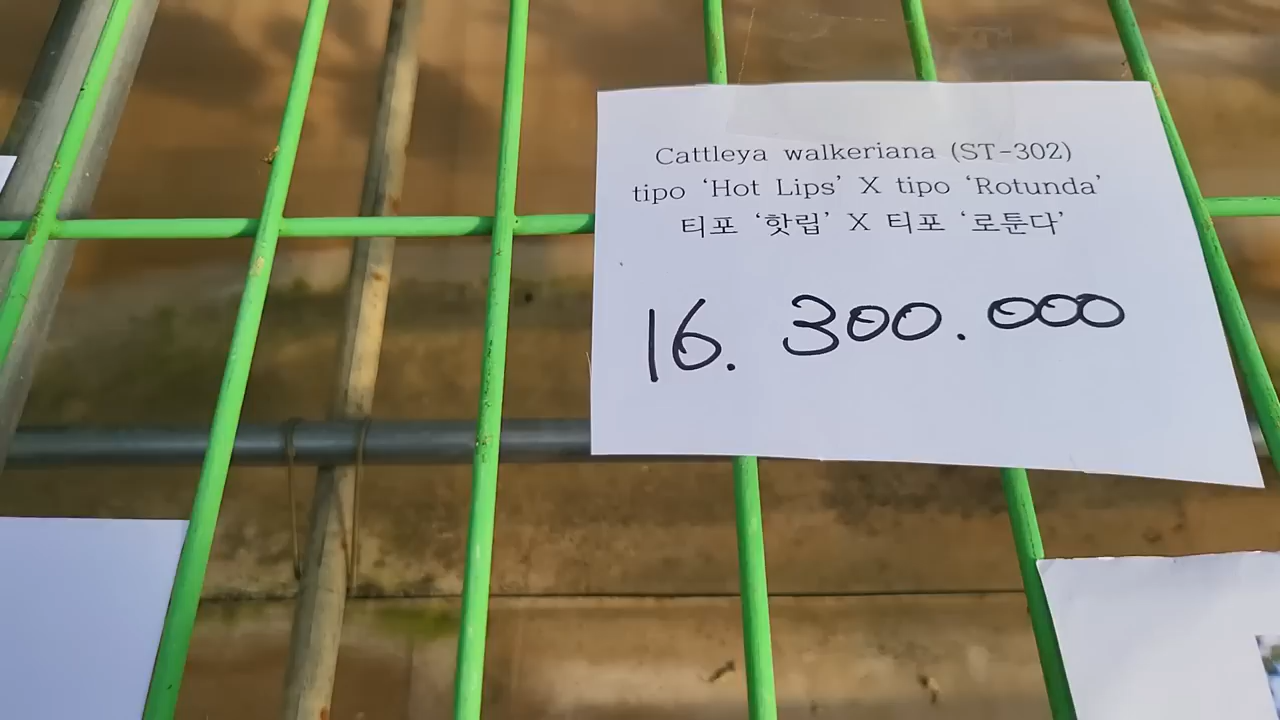 Cattleya walkeriana (ST-302)
tipo ‘Hot Lips’ X tipo ‘Rotunda’
티포 ‘핫립’ X 티포 ‘로툰다’
16. 300.000